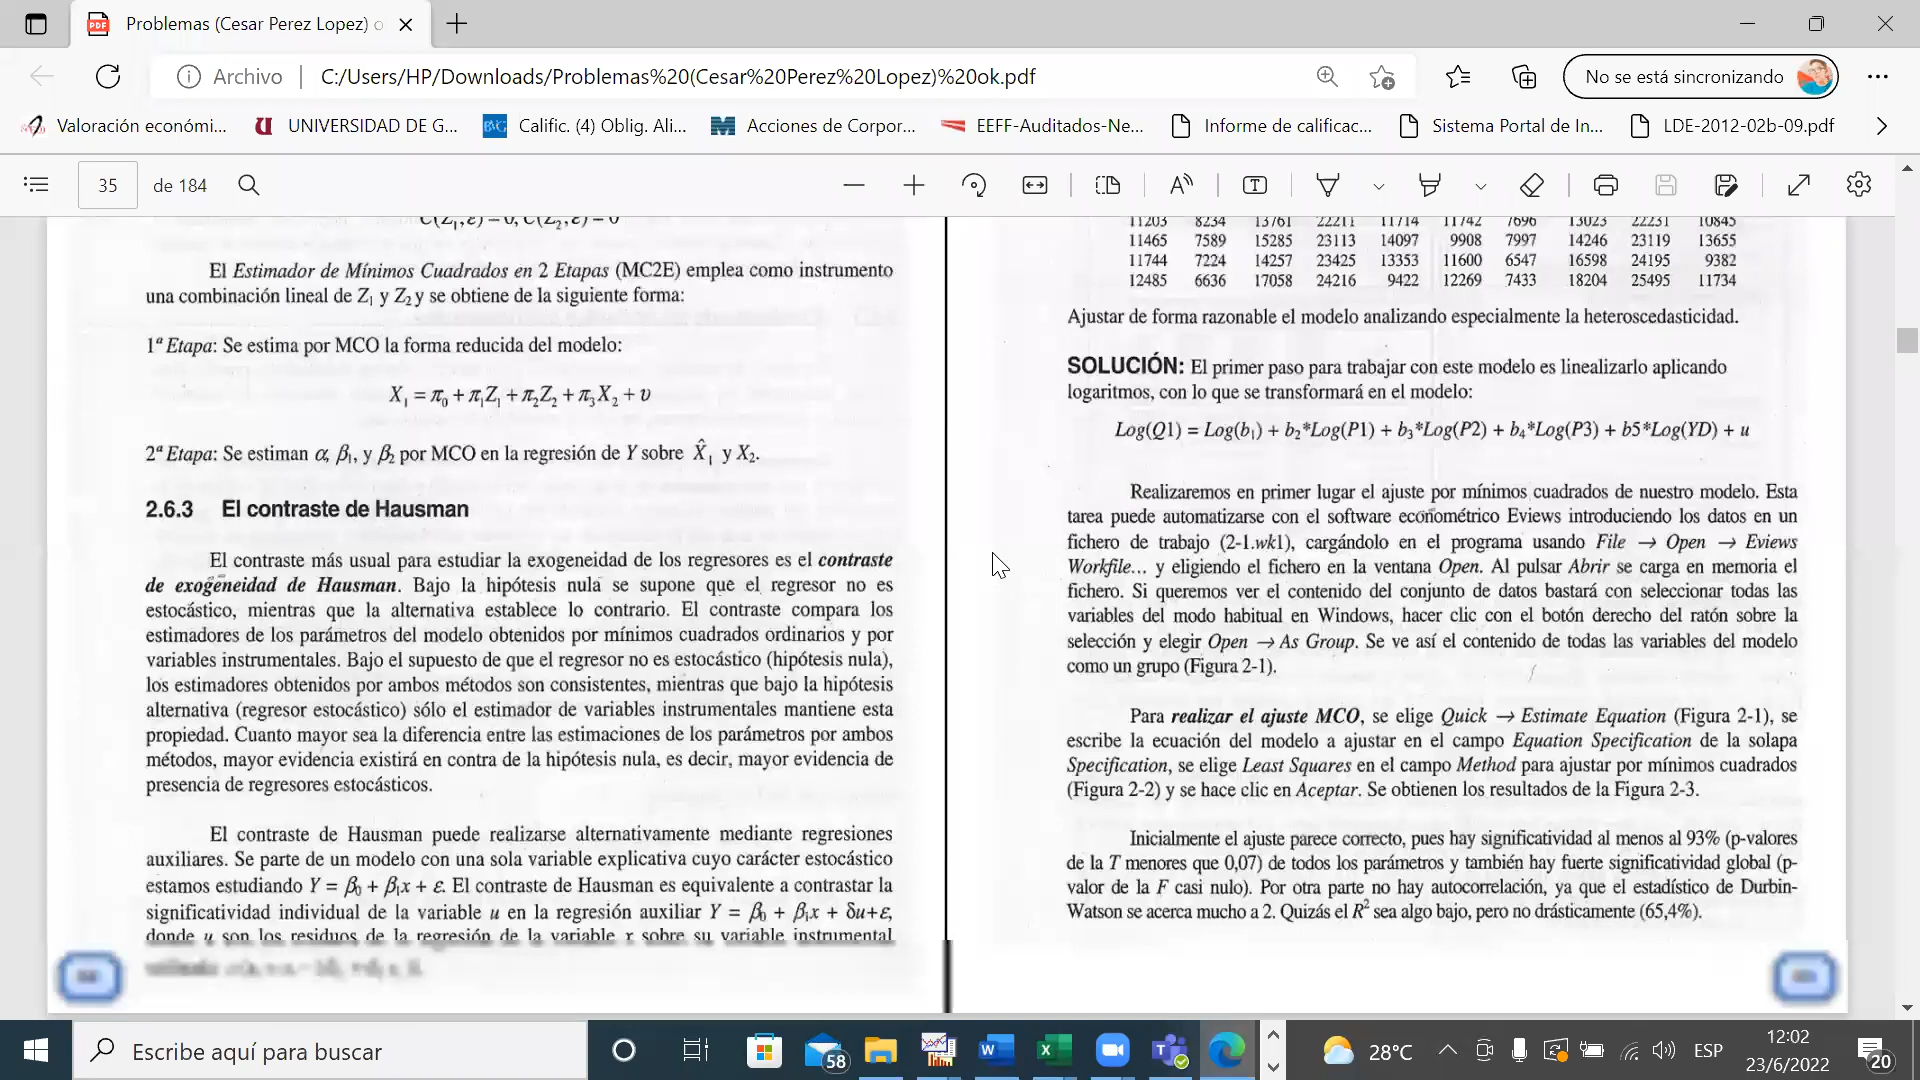 Problemas (Cesar Perez Lopez) o
Archivo
C:/Users/HP/Downloads/Problemas%20(Cesar%20Perez%20Lopez)%20ok.pdf
No se está sincronizando
Valoración económi...
UNIVERSIDAD DE G...
Calific. (4) Oblig. Ali...
Acciones de Corpor...
EEFF-Auditados-Ne...
Informe de calificac...
Sistema Portal de In...
LDE-2012-02b-09.pdf
35 de 184
C(Z₁,ε) = 0, C(Z₂,ε) = 0
El Estimador de Mínimos Cuadrados en 2 Etapas (MC2E) emplea como instrumento
una combinación lineal de Z₁ y Z₂ y se obtiene de la siguiente forma:
1ª Etapa: Se estima por MCO la forma reducida del modelo:
X₁ = π₀ + π₁Z₁ + π₂Z₂ + π₃X₂ + υ
2ª Etapa: Se estiman α, β₁, y β₂ por MCO en la regresión de Y sobre X̂₁ y X₂.
2.6.3 El contraste de Hausman
El contraste más usual para estudiar la exogeneidad de los regresores es el contraste
de exogeneidad de Hausman. Bajo la hipótesis nula se supone que el regresor no es
estocástico, mientras que la alternativa establece lo contrario. El contraste compara los
estimadores de los parámetros del modelo obtenidos por mínimos cuadrados ordinarios y por
variables instrumentales. Bajo el supuesto de que el regresor no es estocástico (hipótesis nula),
los estimadores obtenidos por ambos métodos son consistentes, mientras que bajo la hipótesis
alternativa (regresor estocástico) sólo el estimador de variables instrumentales mantiene esta
propiedad. Cuanto mayor sea la diferencia entre las estimaciones de los parámetros por ambos
métodos, mayor evidencia existirá en contra de la hipótesis nula, es decir, mayor evidencia de
presencia de regresores estocásticos.
El contraste de Hausman puede realizarse alternativamente mediante regresiones
auxiliares. Se parte de un modelo con una sola variable explicativa cuyo carácter estocástico
estamos estudiando Y = β₀ + β₁x + ε. El contraste de Hausman es equivalente a contrastar la
significatividad individual de la variable u en la regresión auxiliar Y = β₀ + β₁x + δu+ε,
donde u son los residuos de la regresión de la variable x sobre su variable instrumental
11203 8234 13761 22211 11714 11742 7696 13023 22231 10845
11465 7589 15285 23113 14097 9908 7997 14246 23119 13655
11744 7224 14257 23425 13353 11600 6547 16598 24195 9382
12485 6636 17058 24216 9422 12269 7433 18204 25495 11734
Ajustar de forma razonable el modelo analizando especialmente la heteroscedasticidad.
SOLUCIÓN: El primer paso para trabajar con este modelo es linealizarlo aplicando
logaritmos, con lo que se transformará en el modelo:
Log(Q1) = Log(b₁) + b₂*Log(P1) + b₃*Log(P2) + b₄*Log(P3) + b5*Log(YD) + u
Realizaremos en primer lugar el ajuste por mínimos cuadrados de nuestro modelo. Esta
tarea puede automatizarse con el software econométrico Eviews introduciendo los datos en un
fichero de trabajo (2-1.wk1), cargándolo en el programa usando File → Open → Eviews
Workfile... y eligiendo el fichero en la ventana Open. Al pulsar Abrir se carga en memoria el
fichero. Si queremos ver el contenido del conjunto de datos bastará con seleccionar todas las
variables del modo habitual en Windows, hacer clic con el botón derecho del ratón sobre la
selección y elegir Open → As Group. Se ve así el contenido de todas las variables del modelo
como un grupo (Figura 2-1).
Para realizar el ajuste MCO, se elige Quick → Estimate Equation (Figura 2-1), se
escribe la ecuación del modelo a ajustar en el campo Equation Specification de la solapa
Specification, se elige Least Squares en el campo Method para ajustar por mínimos cuadrados
(Figura 2-2) y se hace clic en Aceptar. Se obtienen los resultados de la Figura 2-3.
Inicialmente el ajuste parece correcto, pues hay significatividad al menos al 93% (p-valores
de la T menores que 0,07) de todos los parámetros y también hay fuerte significatividad global (p-
valor de la F casi nulo). Por otra parte no hay autocorrelación, ya que el estadístico de Durbin-
Watson se acerca mucho a 2. Quizás el R² sea algo bajo, pero no drásticamente (65,4%).
Escribe aquí para buscar
58
28°C
ESP
12:02
23/6/2022
20